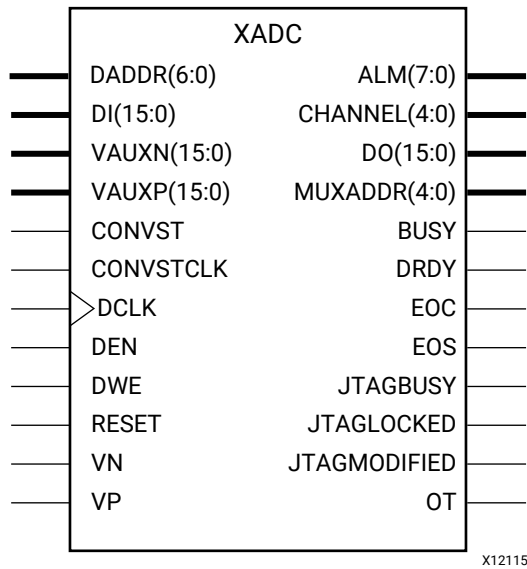 XADC
DADDR(6:0) ALM(7:0)
DI(15:0) CHANNEL(4:0)
VAUXN(15:0) DO(15:0)
VAUXP(15:0) MUXADDR(4:0)
CONVST BUSY
CONVSTCLK DRDY
DCLK EOC
DEN EOS
DWE JTAGBUSY
RESET JTAGLOCKED
VN JTAGMODIFIED
VP OT
X12115